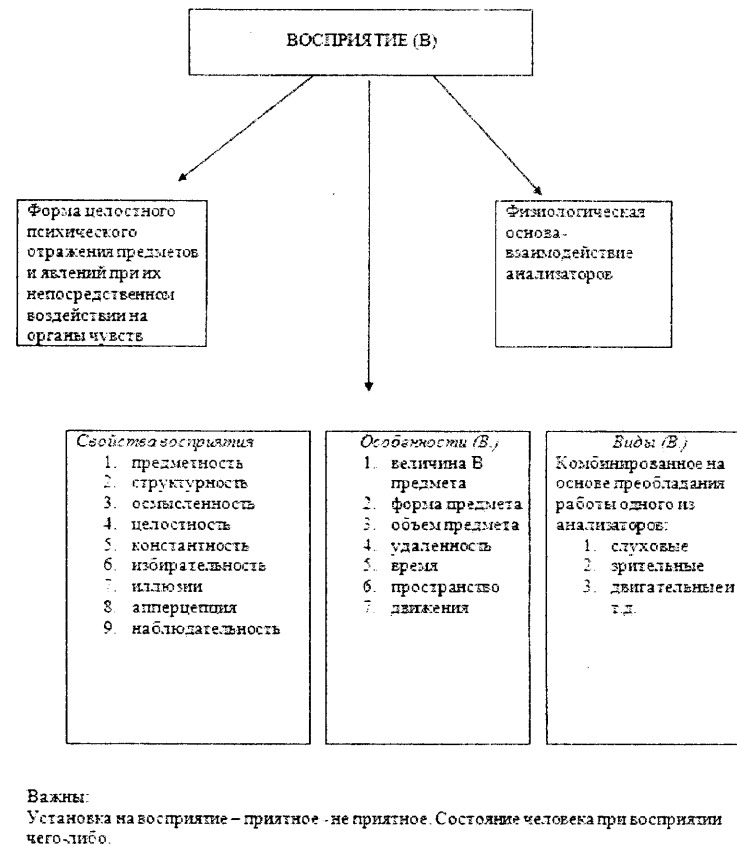 ВОСПРИЯТИЕ (В)
Форма целостного
психического
отражения предметов
и явлений при их
непосредственном
воздействии на
органы чувств
Физиологическая
основа-
взаимодействие
анализаторов
Свойства восприятия
1. предметность
2. структурность
3. осмысленность
4. целостность
5. константность
6. избирательность
7. иллюзии
8. апперцепция
9. наблюдательность
Особенности (В.)
1. величина В
предмета
2. форма предмета
3. объем предмета
4. удаленность
5. время
6. пространство
7. движения
Виды (В.)
Комбинированное на
основе преобладания
работы одного из
анализаторов:
1. слуховые
2. зрительные
3. двигательные и
т.д.
Важны:
Установка на восприятие – приятное - не приятное. Состояние человека при восприятии
чего-либо.